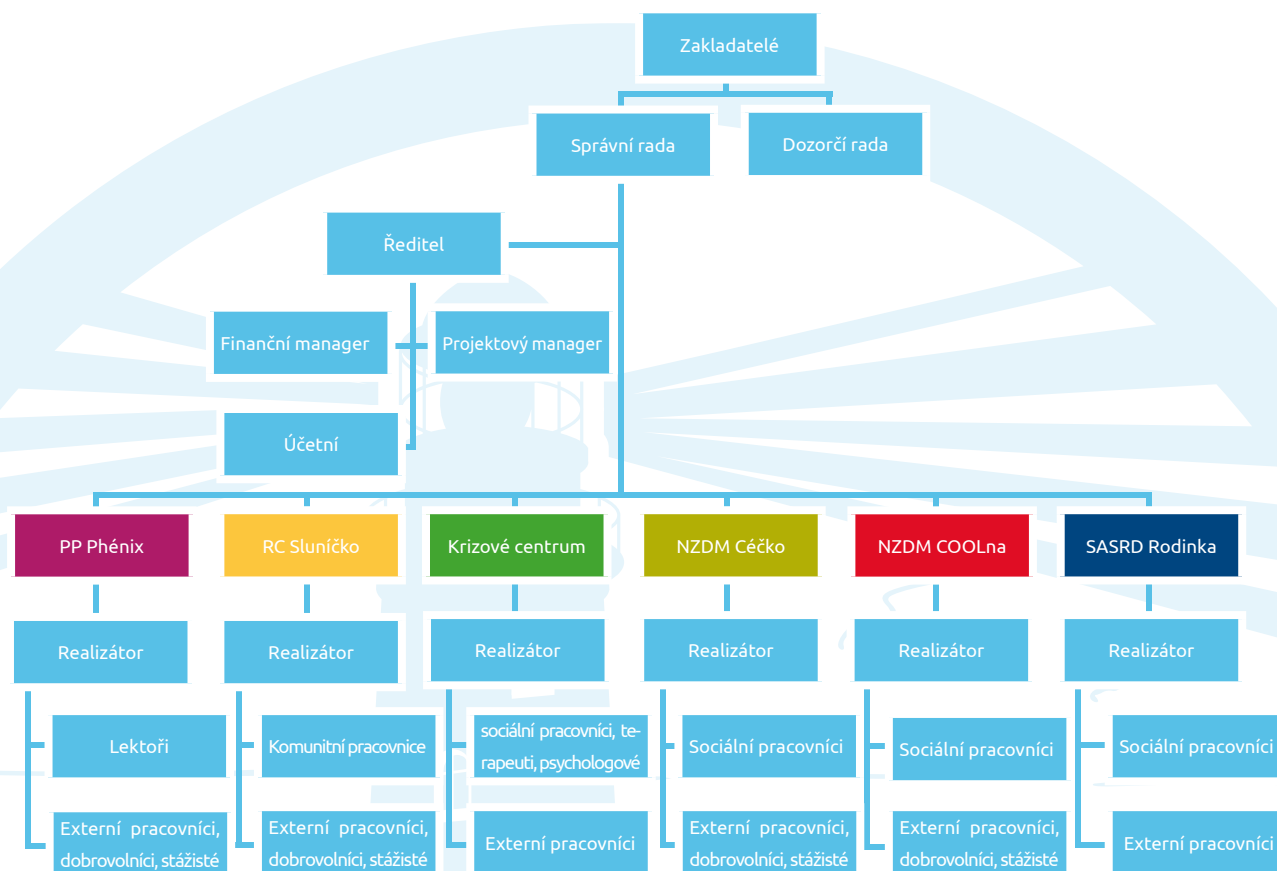 Zakladatelé
Správní rada
Dozorčí rada
Ředitel
Finanční manager
Projektový manager
Účetní
PP Phénix
RC Sluníčko
Krizové centrum
NZDM Céčko
NZDM COOLna
SASRD Rodinka
Realizátor
Realizátor
Realizátor
Realizátor
Realizátor
Realizátor
Lektoři
Komunitní pracovnice
sociální pracovníci, te-
rapeuti, psychologové
Sociální pracovníci
Sociální pracovníci
Sociální pracovníci
Externí pracovníci,
dobrovolníci, stážisté
Externí pracovníci,
dobrovolníci, stážisté
Externí pracovníci
Externí pracovníci,
dobrovolníci, stážisté
Externí pracovníci,
dobrovolníci, stážisté
Externí pracovníci